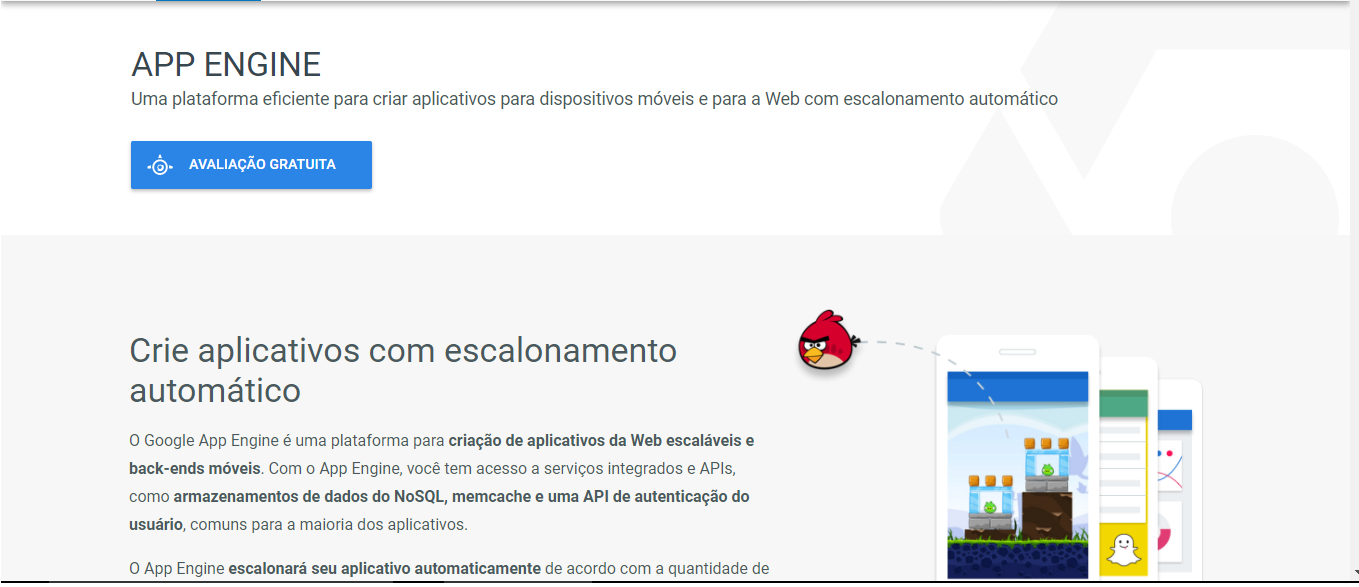 APP ENGINE
Uma plataforma eficiente para criar aplicativos para dispositivos móveis e para a Web com escalonamento automático
AVALIAÇÃO GRATUITA
Crie aplicativos com escalonamento
automático
O Google App Engine é uma plataforma para criação de aplicativos da Web escaláveis e
back-ends móveis. Com o App Engine, você tem acesso a serviços integrados e APIs,
como armazenamentos de dados do NoSQL, memcache e uma API de autenticação do
usuário, comuns para a maioria dos aplicativos.
O App Engine escalonará seu aplicativo automaticamente de acordo com a quantidade de